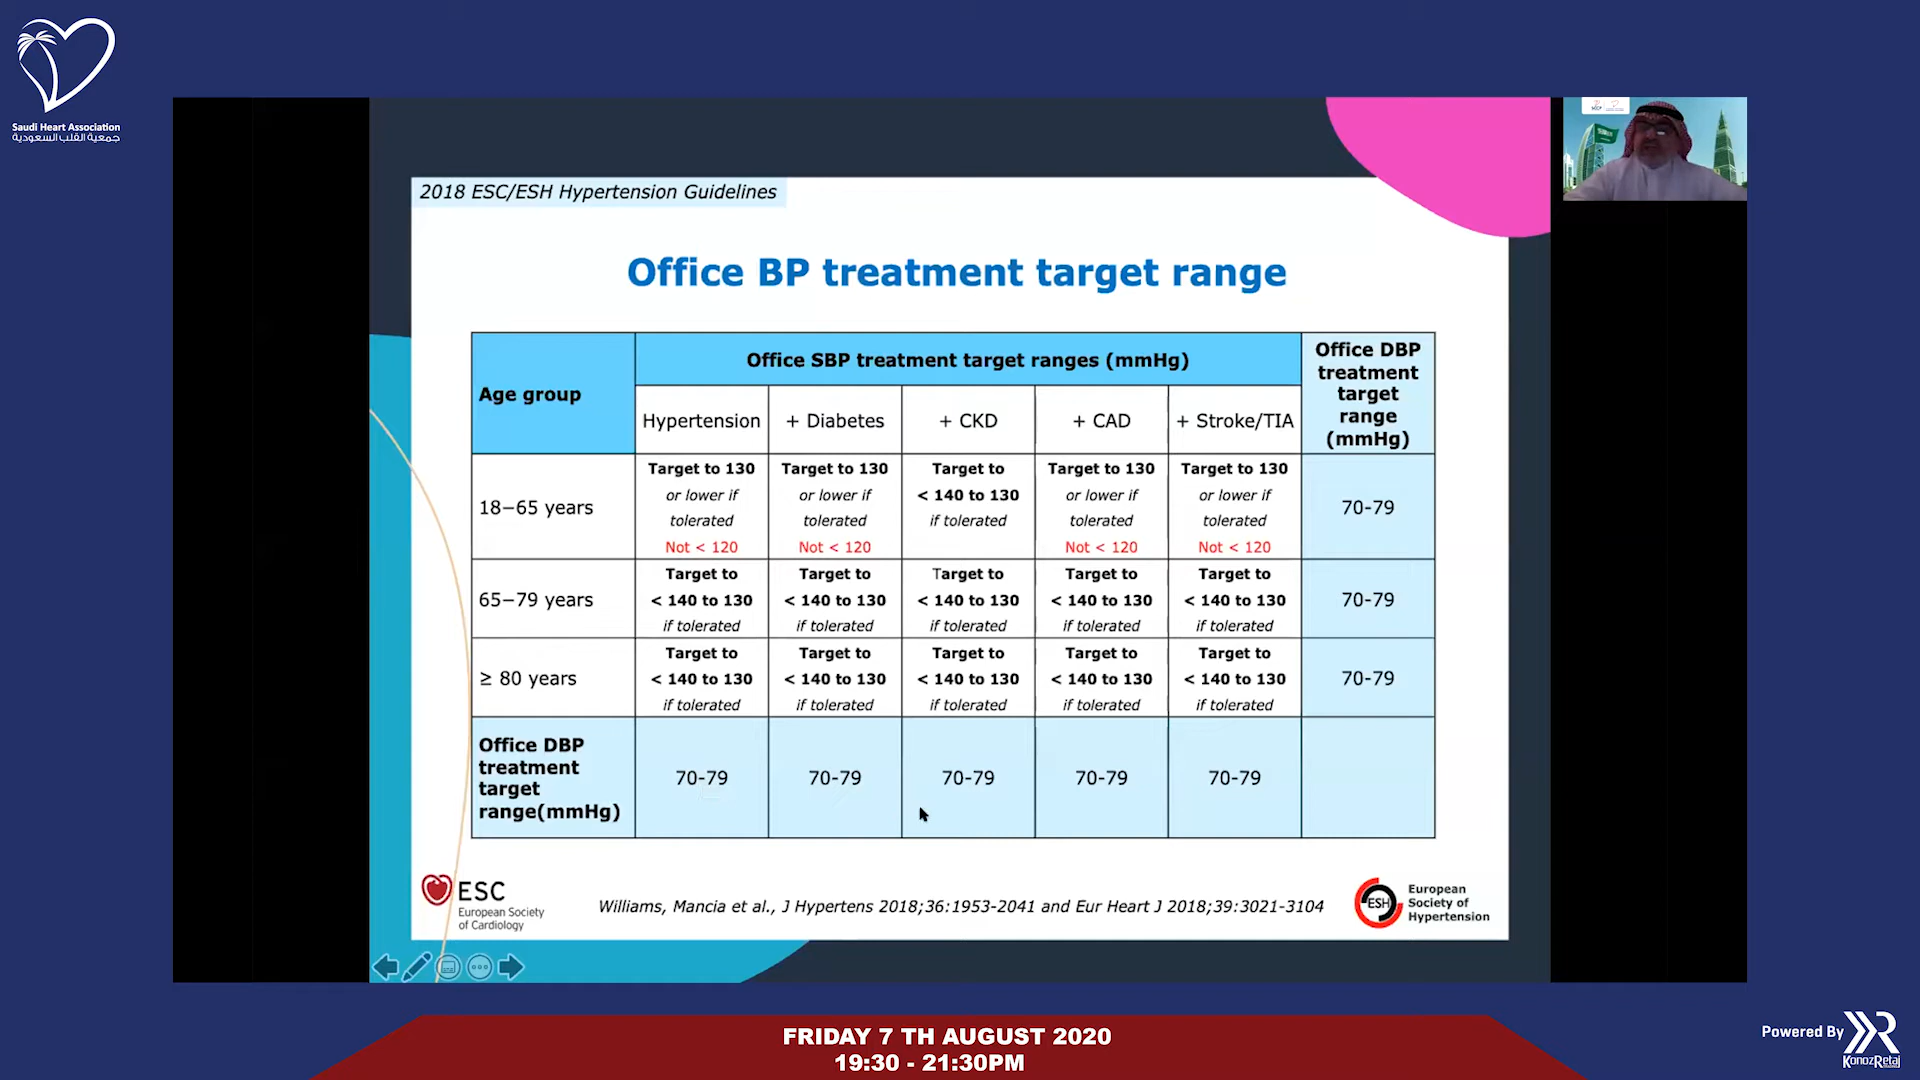 Saudi Heart Association
جمعية القلب السعودية
2018 ESC/ESH Hypertension Guidelines
Office BP treatment target range
Age group
Office SBP treatment target ranges (mmHg)
Office DBP
treatment
target
range
(mmHg)
Hypertension
+ Diabetes
+ CKD
+ CAD
+ Stroke/TIA
18−65 years
Target to 130
or lower if
tolerated
Not < 120
Target to 130
or lower if
tolerated
Not < 120
Target to
< 140 to 130
if tolerated
Target to 130
or lower if
tolerated
Not < 120
Target to 130
or lower if
tolerated
Not < 120
70-79
65−79 years
Target to
< 140 to 130
if tolerated
Target to
< 140 to 130
if tolerated
Target to
< 140 to 130
if tolerated
Target to
< 140 to 130
if tolerated
Target to
< 140 to 130
if tolerated
70-79
≥ 80 years
Target to
< 140 to 130
if tolerated
Target to
< 140 to 130
if tolerated
Target to
< 140 to 130
if tolerated
Target to
< 140 to 130
if tolerated
Target to
< 140 to 130
if tolerated
70-79
Office DBP
treatment
target
range(mmHg)
70-79
70-79
70-79
70-79
70-79
ESC
European Society
of Cardiology
Williams, Mancia et al., J Hypertens 2018;36:1953-2041 and Eur Heart J 2018;39:3021-3104
ESH
European
Society of
Hypertension
FRIDAY 7 TH AUGUST 2020
19:30 - 21:30PM
Powered By
KonozRetaj